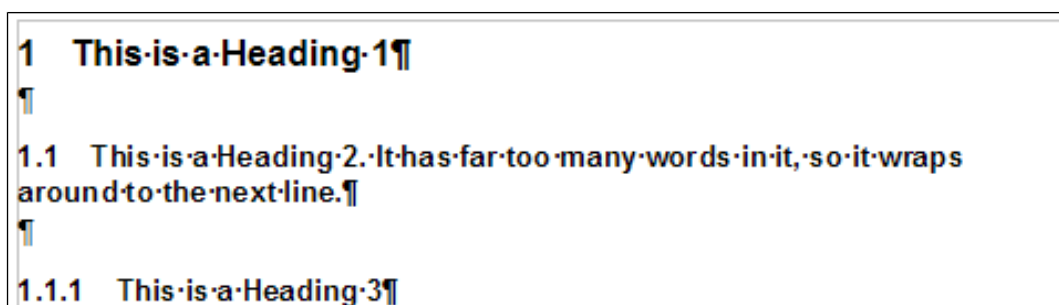 1 This·is·a·Heading·1¶
¶
1.1 This·is·a·Heading·2.·It·has·far·too·many·words·in·it,·so·it·wraps
around·to·the·next·line.¶
¶
1.1.1 This·is·a·Heading·3¶